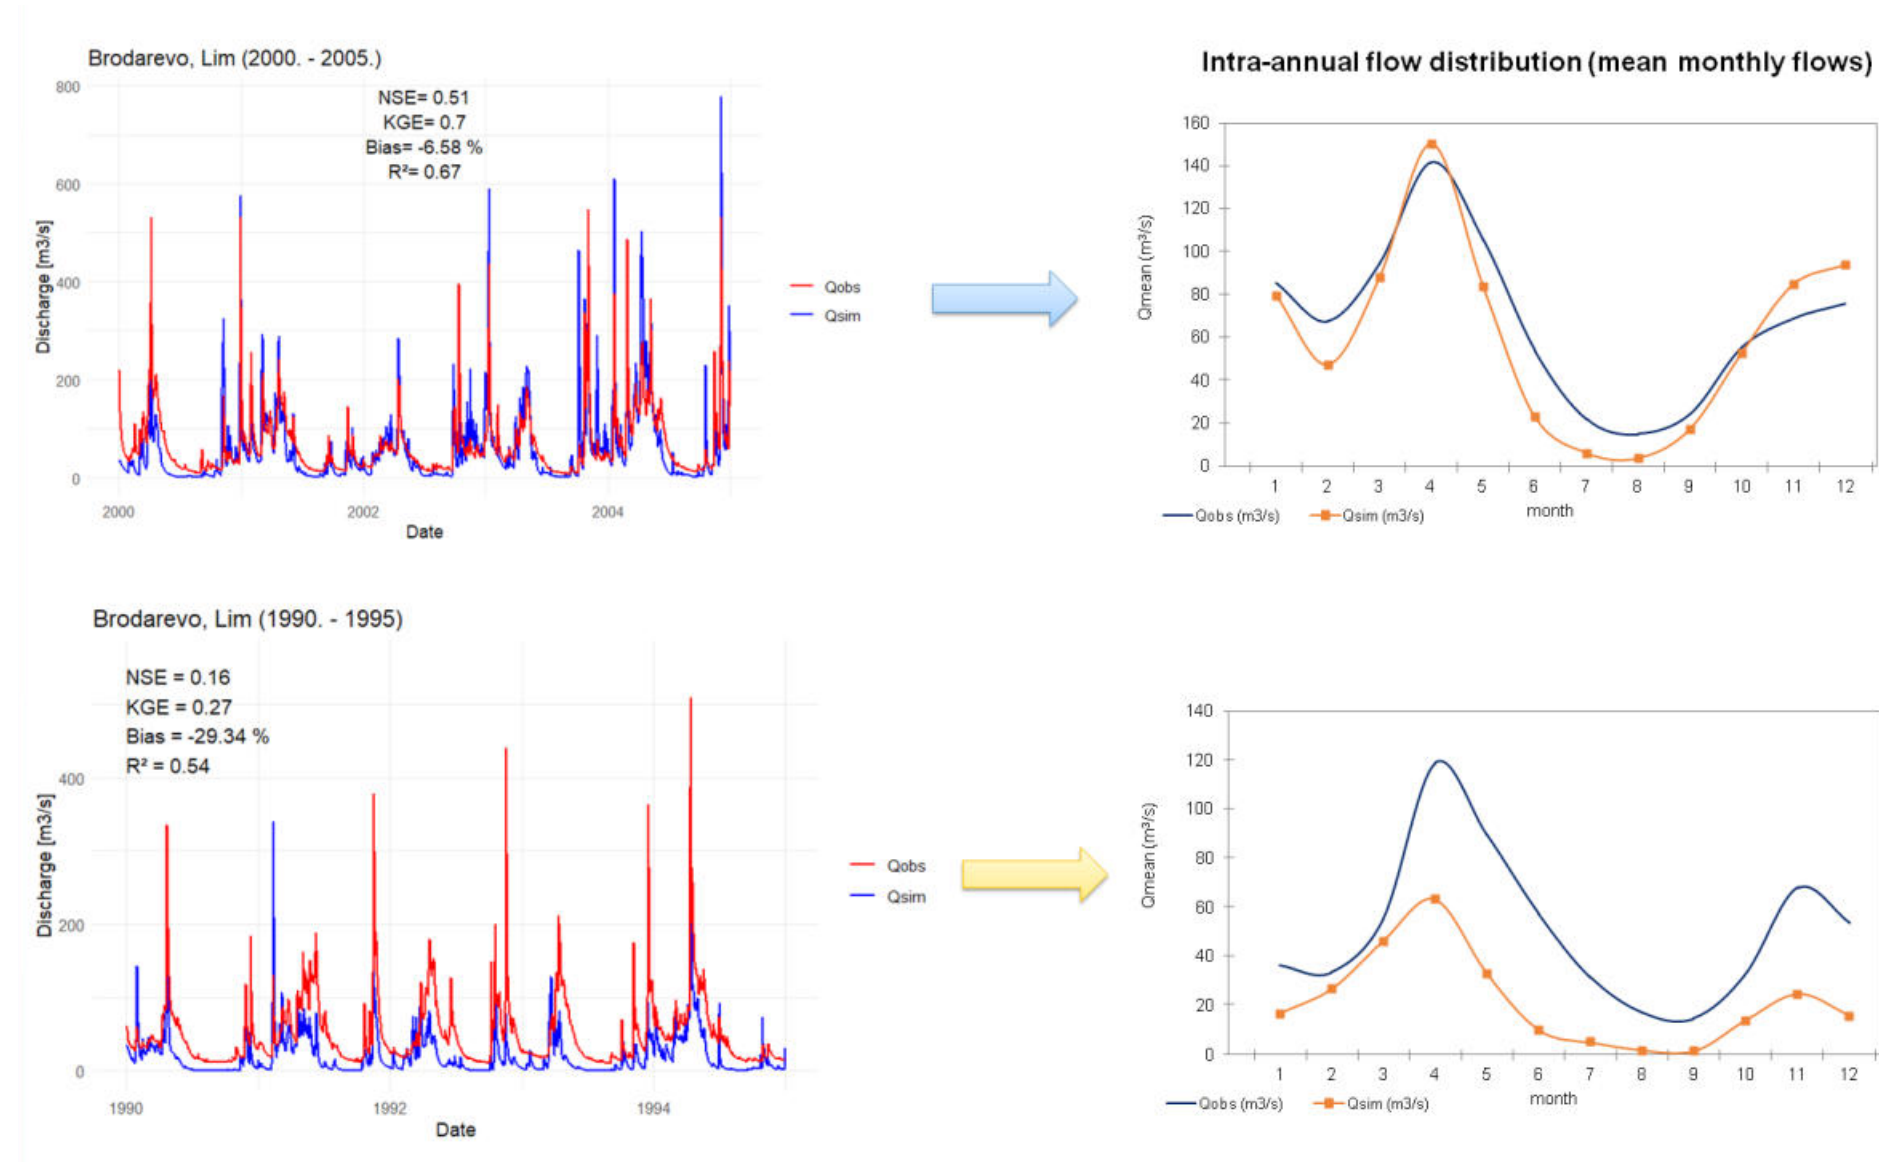 Brodarevo, Lim (2000. - 2005.)
NSE= 0.51
KGE= 0.7
Bias= -6.58 %
R²= 0.67
Discharge [m3/s]
800
600
400
200
0
2000
2002
2004
Date
Qobs
Qsim
Intra-annual flow distribution (mean monthly flows)
Qmean (m³/s)
160
140
120
100
80
60
40
20
0
1 2 3 4 5 6 7 8 9 10 11 12
month
Qobs (m3/s)
Qsim (m3/s)
Brodarevo, Lim (1990. - 1995)
NSE = 0.16
KGE = 0.27
Bias = -29.34 %
R² = 0.54
Discharge [m3/s]
400
200
0
1990
1992
1994
Date
Qobs
Qsim
Qmean (m³/s)
140
120
100
80
60
40
20
0
1 2 3 4 5 6 7 8 9 10 11 12
month
Qobs (m3/s)
Qsim (m3/s)